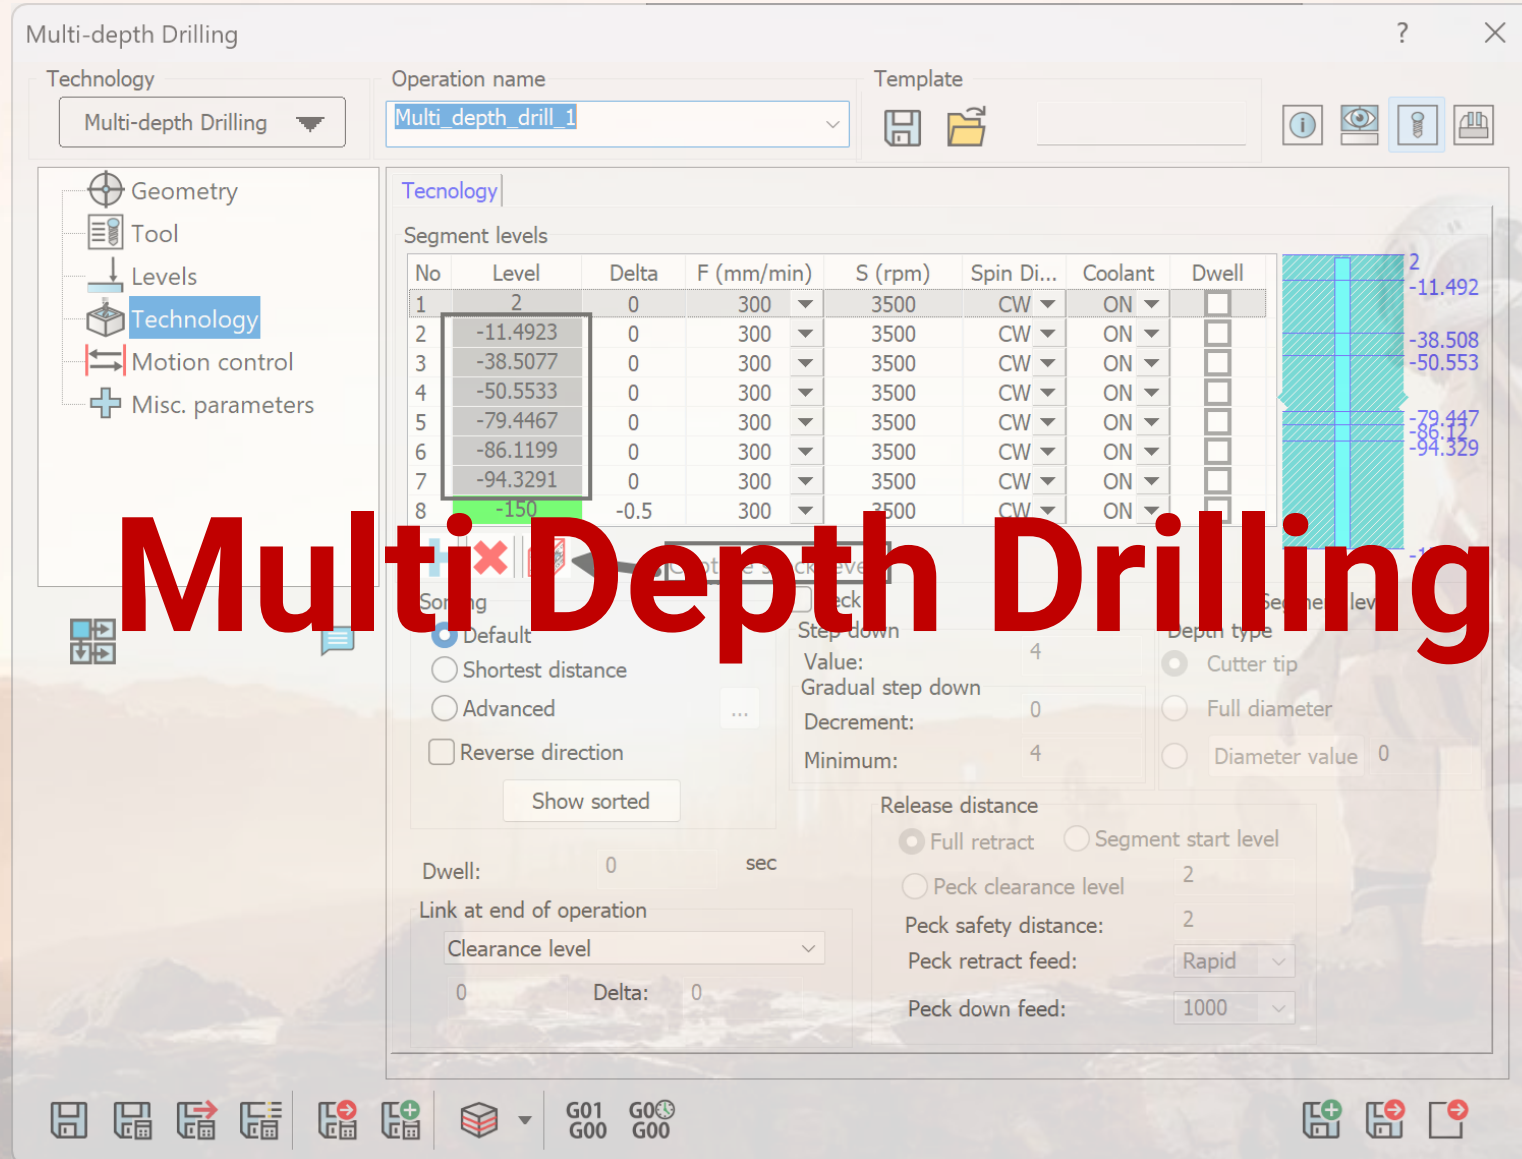 Multi-depth Drilling ?
Technology Operation name Template
Multi-depth Drilling Multi_depth_drill_1
Geometry
Tool
Levels
Technology
Motion control
Misc. parameters
Tecnology
Segment levels
No Level Delta F (mm/min) S (rpm) Spin Di... Coolant Dwell
1 2 0 300 3500 CW ON
2 -11.4923 0 300 3500 CW ON
3 -38.5077 0 300 3500 CW ON
4 -50.5533 0 300 3500 CW ON
5 -79.4467 0 300 3500 CW ON
6 -86.1199 0 300 3500 CW ON
7 -94.3291 0 300 3500 CW ON
8 -150 -0.5 300 3500 CW ON
2
-11.492
-38.508
-50.553
-79.447
-86.12
-94.329
Multi Depth Drilling
Sorting
Default
Shortest distance
Advanced ...
Reverse direction
Show sorted
Step down
Value: 4
Gradual step down
Decrement: 0
Minimum: 4
Depth type
Cutter tip
Full diameter
Diameter value 0
Dwell: 0 sec
Link at end of operation
Clearance level
0 Delta: 0
Release distance
Full retract Segment start level
Peck clearance level 2
Peck safety distance: 2
Peck retract feed: Rapid
Peck down feed: 1000
G01
G00
G00
G00